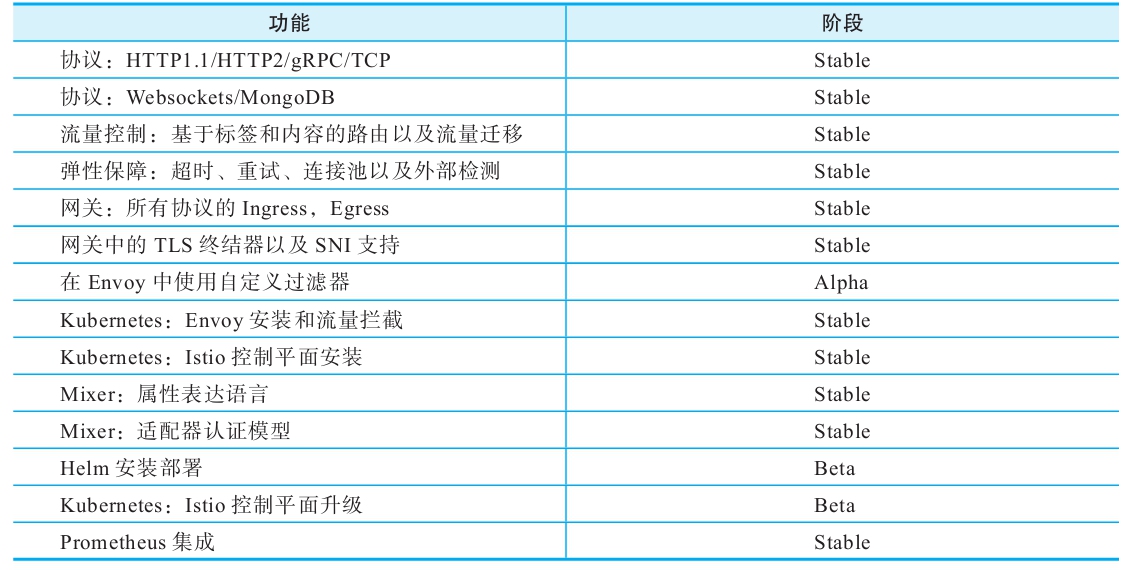 功能 阶段
协议：HTTP1.1/HTTP2/gRPC/TCP Stable
协议：Websockets/MongoDB Stable
流量控制：基于标签和内容的路由以及流量迁移 Stable
弹性保障：超时、重试、连接池以及外部检测 Stable
网关：所有协议的 Ingress，Egress Stable
网关中的 TLS 终结器以及 SNI 支持 Stable
在 Envoy 中使用自定义过滤器 Alpha
Kubernetes：Envoy 安装和流量拦截 Stable
Kubernetes：Istio 控制平面安装 Stable
Mixer：属性表达语言 Stable
Mixer：适配器认证模型 Stable
Helm 安装部署 Beta
Kubernetes：Istio 控制平面升级 Beta
Prometheus 集成 Stable